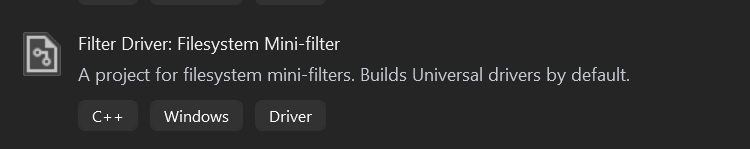 Filter Driver: Filesystem Mini-filter
A project for filesystem mini-filters. Builds Universal drivers by default.
C++ Windows Driver